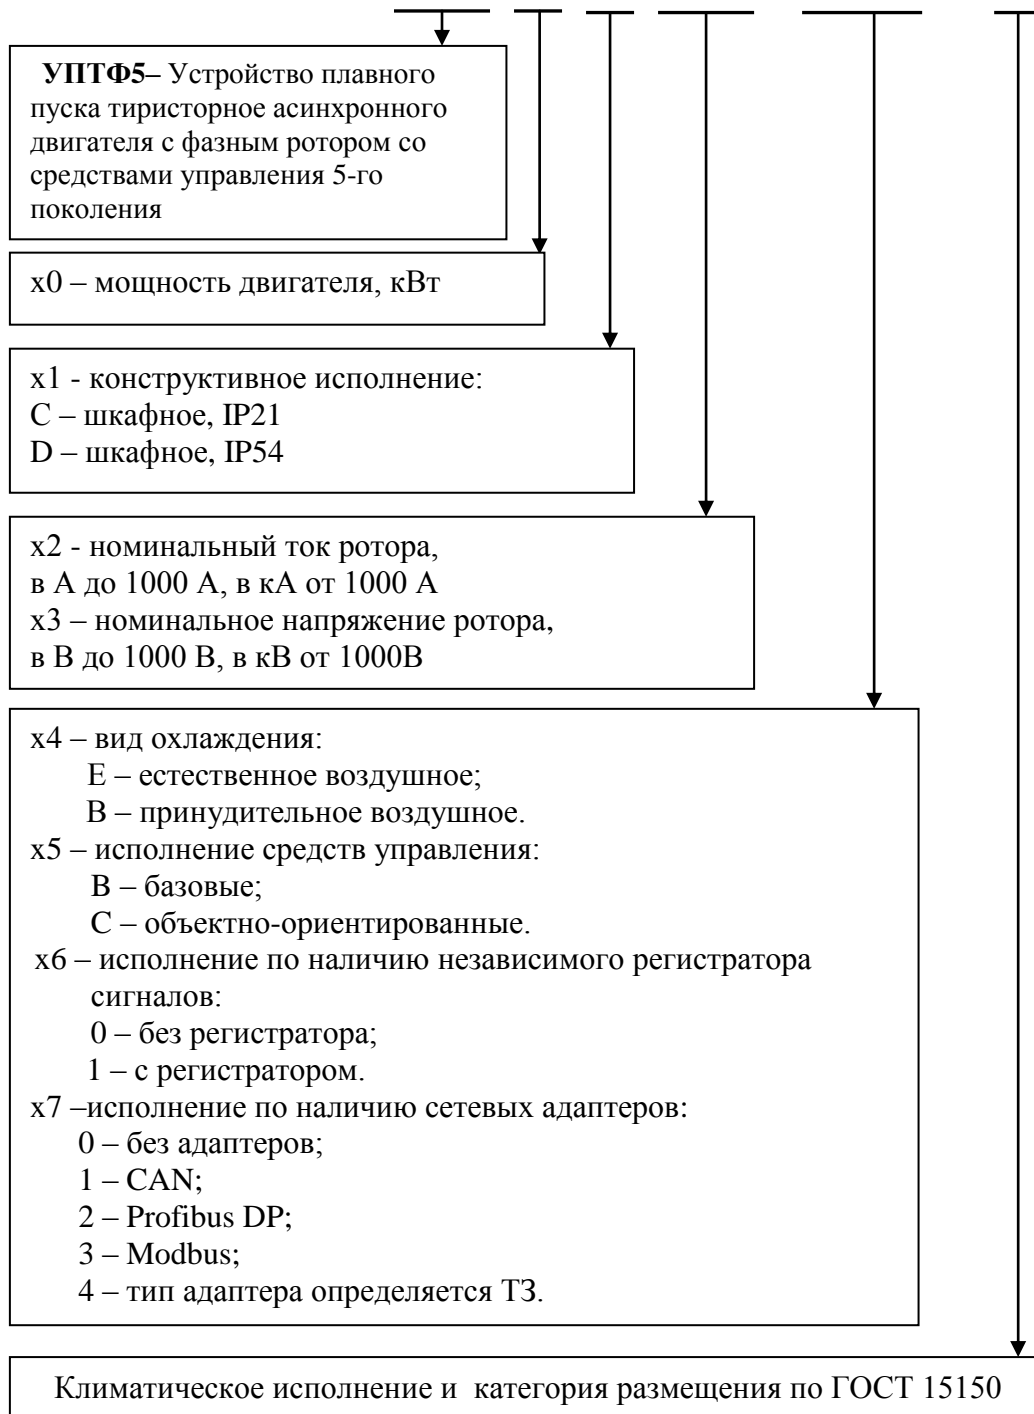 УПТФ5– Устройство плавного
пуска тиристорное асинхронного
двигателя с фазным ротором со
средствами управления 5-го
поколения
х0 – мощность двигателя, кВт
х1 - конструктивное исполнение:
С – шкафное, IP21
D – шкафное, IP54
х2 - номинальный ток ротора,
в А до 1000 А, в кА от 1000 А
х3 – номинальное напряжение ротора,
в В до 1000 В, в кВ от 1000В
х4 – вид охлаждения:
Е – естественное воздушное;
В – принудительное воздушное.
х5 – исполнение средств управления:
В – базовые;
С – объектно-ориентированные.
х6 – исполнение по наличию независимого регистратора
сигналов:
0 – без регистратора;
1 – с регистратором.
х7 –исполнение по наличию сетевых адаптеров:
0 – без адаптеров;
1 – CAN;
2 – Profibus DP;
3 – Modbus;
4 – тип адаптера определяется ТЗ.
Климатическое исполнение и категория размещения по ГОСТ 15150